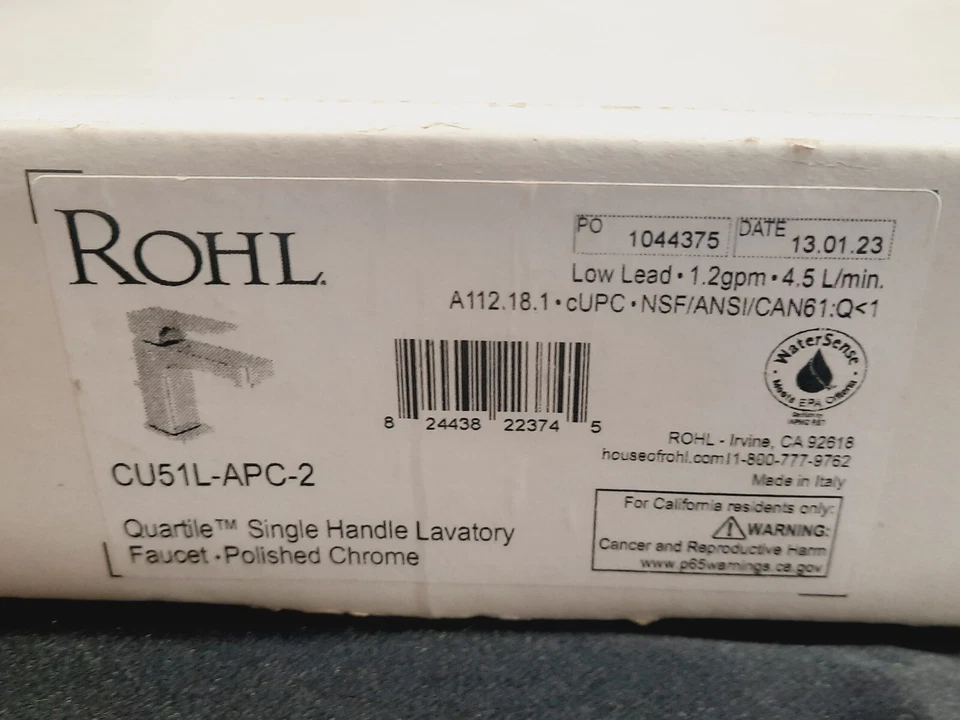 ROHL.
PO 1044375 DATE 13.01.23
Low Lead • 1.2gpm • 4.5 L/min.
A112.18.1 • cUPC • NSF/ANSI/CAN61:Q<1
WaterSense
Meets EPA Criteria
8 24438 22374 5
ROHL - Irvine, CA 92618
houseofrohl.com | 1-800-777-9762
Made in Italy
CU51L-APC-2
Quartile™ Single Handle Lavatory
Faucet • Polished Chrome
For California residents only:
WARNING:
Cancer and Reproductive Harm
www.p65warnings.ca.gov